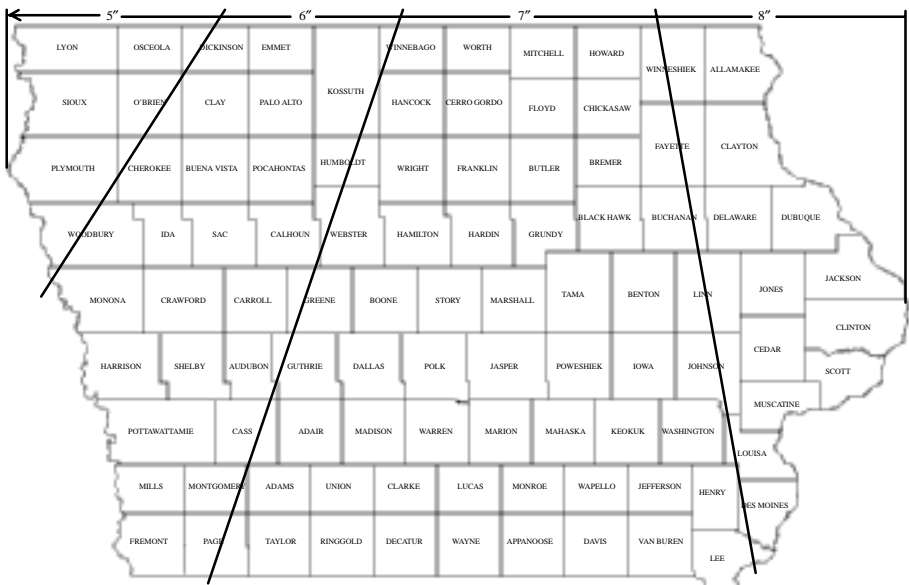 5″ 6″ 7″ 8″
LYON OSCEOLA DICKINSON EMMET WINNEBAGO WORTH MITCHELL HOWARD
WINNESHIEK ALLAMAKEE
KOSSUTH
SIOUX O'BRIEN CLAY PALO ALTO HANCOCK CERRO GORDO FLOYD CHICKASAW
FAYETTE CLAYTON
PLYMOUTH CHEROKEE BUENA VISTA POCAHONTAS HUMBOLDT WRIGHT FRANKLIN BUTLER BREMER
BLACK HAWK BUCHANAN DELAWARE DUBUQUE
WOODBURY IDA SAC CALHOUN WEBSTER HAMILTON HARDIN GRUNDY
JACKSON
MONONA CRAWFORD CARROLL GREENE BOONE STORY MARSHALL TAMA BENTON LINN JONES
CLINTON
CEDAR
HARRISON SHELBY AUDUBON GUTHRIE DALLAS POLK JASPER POWESHIEK IOWA JOHNSON SCOTT
MUSCATINE
POTTAWATTAMIE CASS ADAIR MADISON WARREN MARION MAHASKA KEOKUK WASHINGTON
LOUISA
MILLS MONTGOMERY ADAMS UNION CLARKE LUCAS MONROE WAPELLO JEFFERSON HENRY
DES MOINES
FREMONT PAGE TAYLOR RINGGOLD DECATUR WAYNE APPANOOSE DAVIS VAN BUREN
LEE